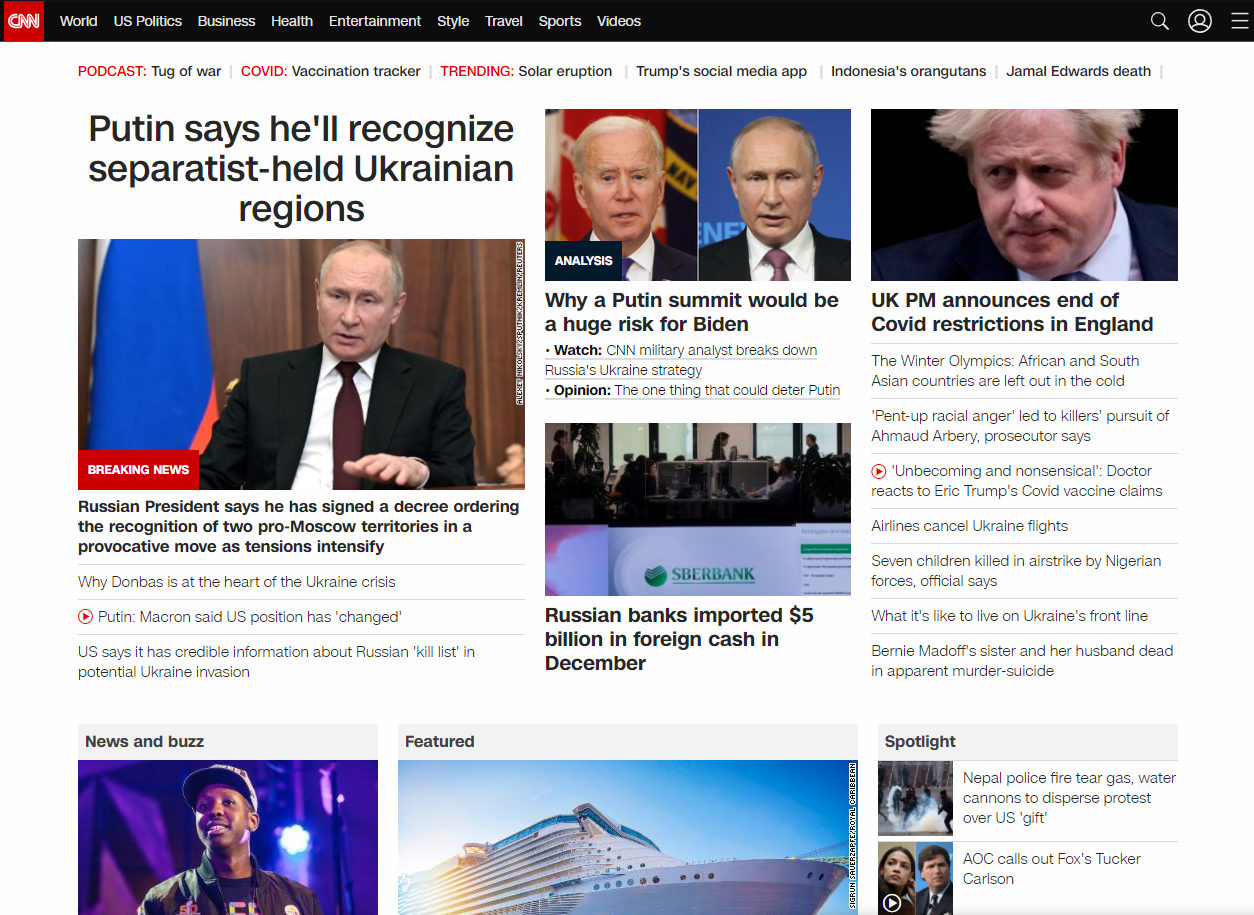 CNN World US Politics Business Health Entertainment Style Travel Sports Videos
PODCAST: Tug of war | COVID: Vaccination tracker | TRENDING: Solar eruption | Trump's social media app | Indonesia's orangutans | Jamal Edwards death |
Putin says he'll recognize
separatist-held Ukrainian
regions
ALEXEI NIKOLSKY/SPUTNIK/KREMLIN/REUTERS
BREAKING NEWS
Russian President says he has signed a decree ordering
the recognition of two pro-Moscow territories in a
provocative move as tensions intensify
Why Donbas is at the heart of the Ukraine crisis
Putin: Macron said US position has 'changed'
US says it has credible information about Russian 'kill list' in
potential Ukraine invasion
NAVY
ENE
ANALYSIS
Why a Putin summit would be
a huge risk for Biden
• Watch: CNN military analyst breaks down
Russia's Ukraine strategy
• Opinion: The one thing that could deter Putin
SBERBANK
Russian banks imported $5
billion in foreign cash in
December
UK PM announces end of
Covid restrictions in England
The Winter Olympics: African and South
Asian countries are left out in the cold
'Pent-up racial anger' led to killers' pursuit of
Ahmaud Arbery, prosecutor says
'Unbecoming and nonsensical': Doctor
reacts to Eric Trump's Covid vaccine claims
Airlines cancel Ukraine flights
Seven children killed in airstrike by Nigerian
forces, official says
What it's like to live on Ukraine's front line
Bernie Madoff's sister and her husband dead
in apparent murder-suicide
News and buzz
Featured
SIGRUN SAUERZAPFE/ROYAL CARIBBEAN
Spotlight
Nepal police fire tear gas, water
cannons to disperse protest
over US 'gift'
AOC calls out Fox's Tucker
Carlson